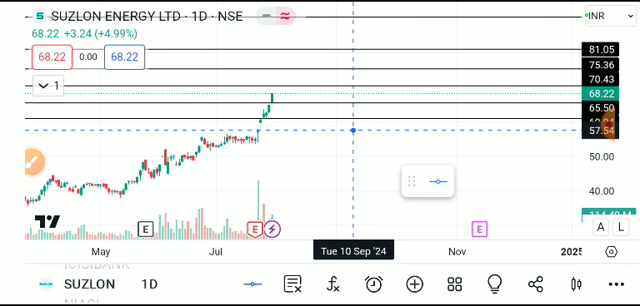 SUZLON ENERGY LTD · 1D · NSE
INR
68.22 +3.24 (+4.99%)
68.22 0.00 68.22
1
81.05
75.36
70.43
68.22
65.50
57.54
50.00
40.00
E E E
A L
May Jul Tue 10 Sep '24 Nov 2025
ICICIBANK
SUZLON 1D